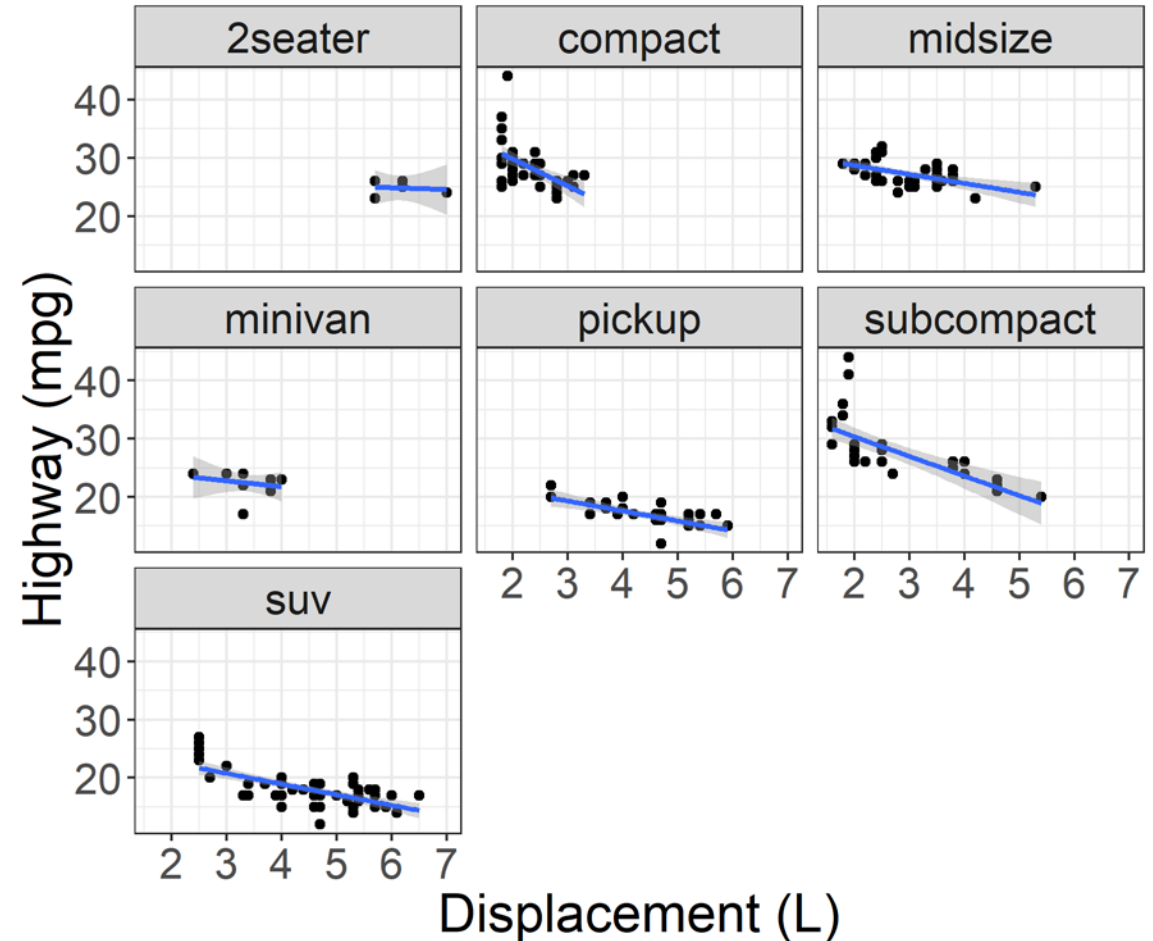 2seater
compact
midsize
40
30
20
minivan
pickup
subcompact
40
30
20
2 3 4 5 6 7
2 3 4 5 6 7
suv
40
30
20
2 3 4 5 6 7
Highway (mpg)
Displacement (L)